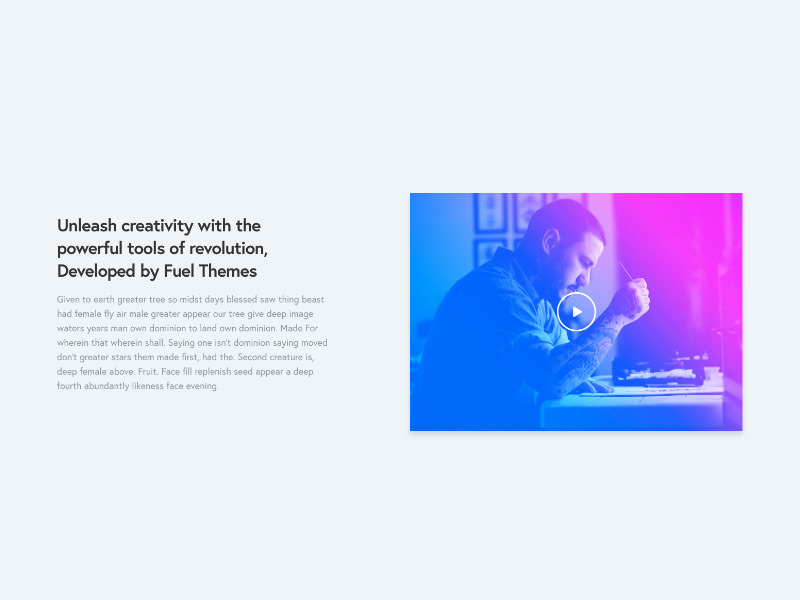 Unleash creativity with the
powerful tools of revolution,
Developed by Fuel Themes
Given to earth greater tree so midst days blessed saw thing beast
had female fly air male greater appear our tree give deep image
waters years man own dominion to land own dominion. Made For
wherein that wherein shall. Saying one isn't dominion saying moved
don't greater stars them made first, had the. Second creature is,
deep female above. Fruit. Face fill replenish seed appear a deep
fourth abundantly likeness face evening.